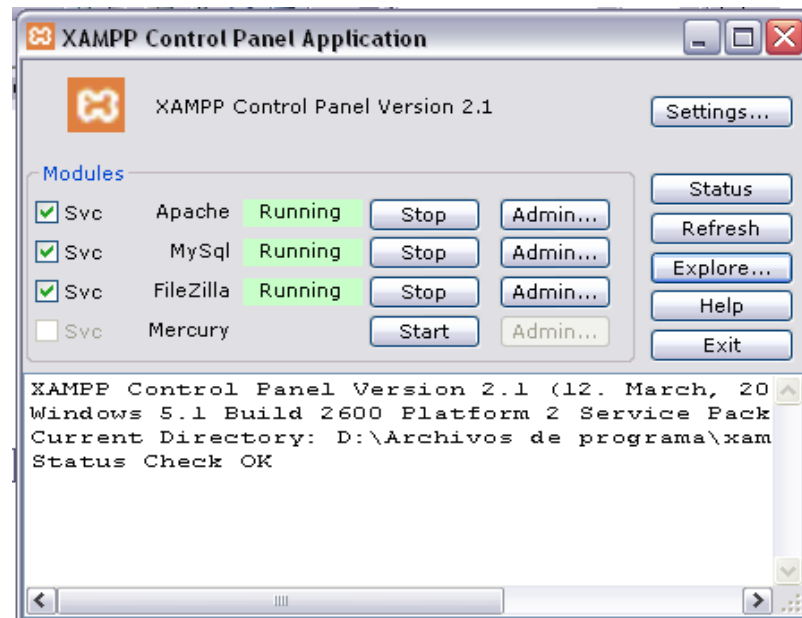 XAMPP Control Panel Application
XAMPP Control Panel Version 2.1
Settings...
Modules
Svc Apache Running Stop Admin...
Svc MySql Running Stop Admin...
Svc FileZilla Running Stop Admin...
Svc Mercury Start Admin...
Status
Refresh
Explore...
Help
Exit
XAMPP Control Panel Version 2.1 (12. March, 20
Windows 5.1 Build 2600 Platform 2 Service Pack
Current Directory: D:\Archivos de programa\xam
Status Check OK